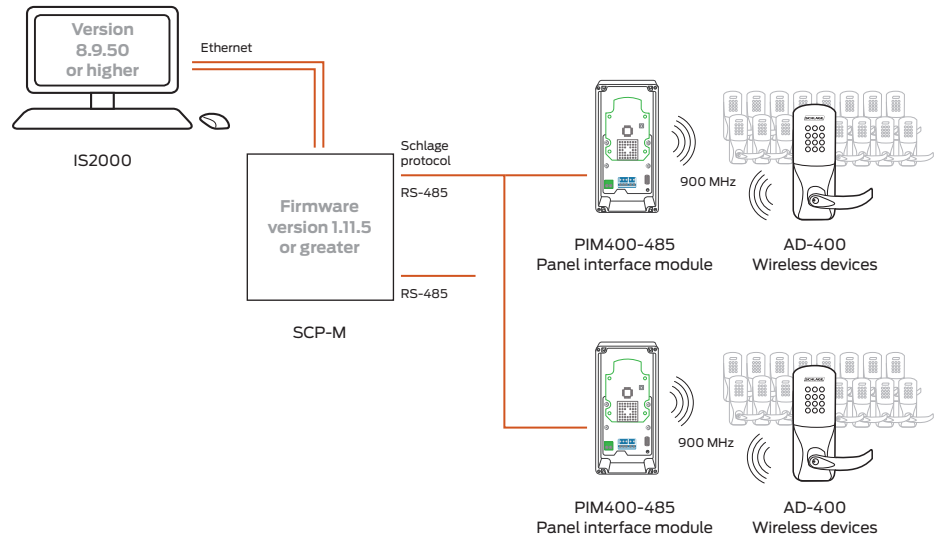 Version
8.9.50
or higher
Ethernet
IS2000
Schlage
protocol
RS-485
Firmware
version 1.11.5
or greater
RS-485
SCP-M
900 MHz
SCHLAGE
PIM400-485
Panel interface module
AD-400
Wireless devices
900 MHz
SCHLAGE
PIM400-485
Panel interface module
AD-400
Wireless devices